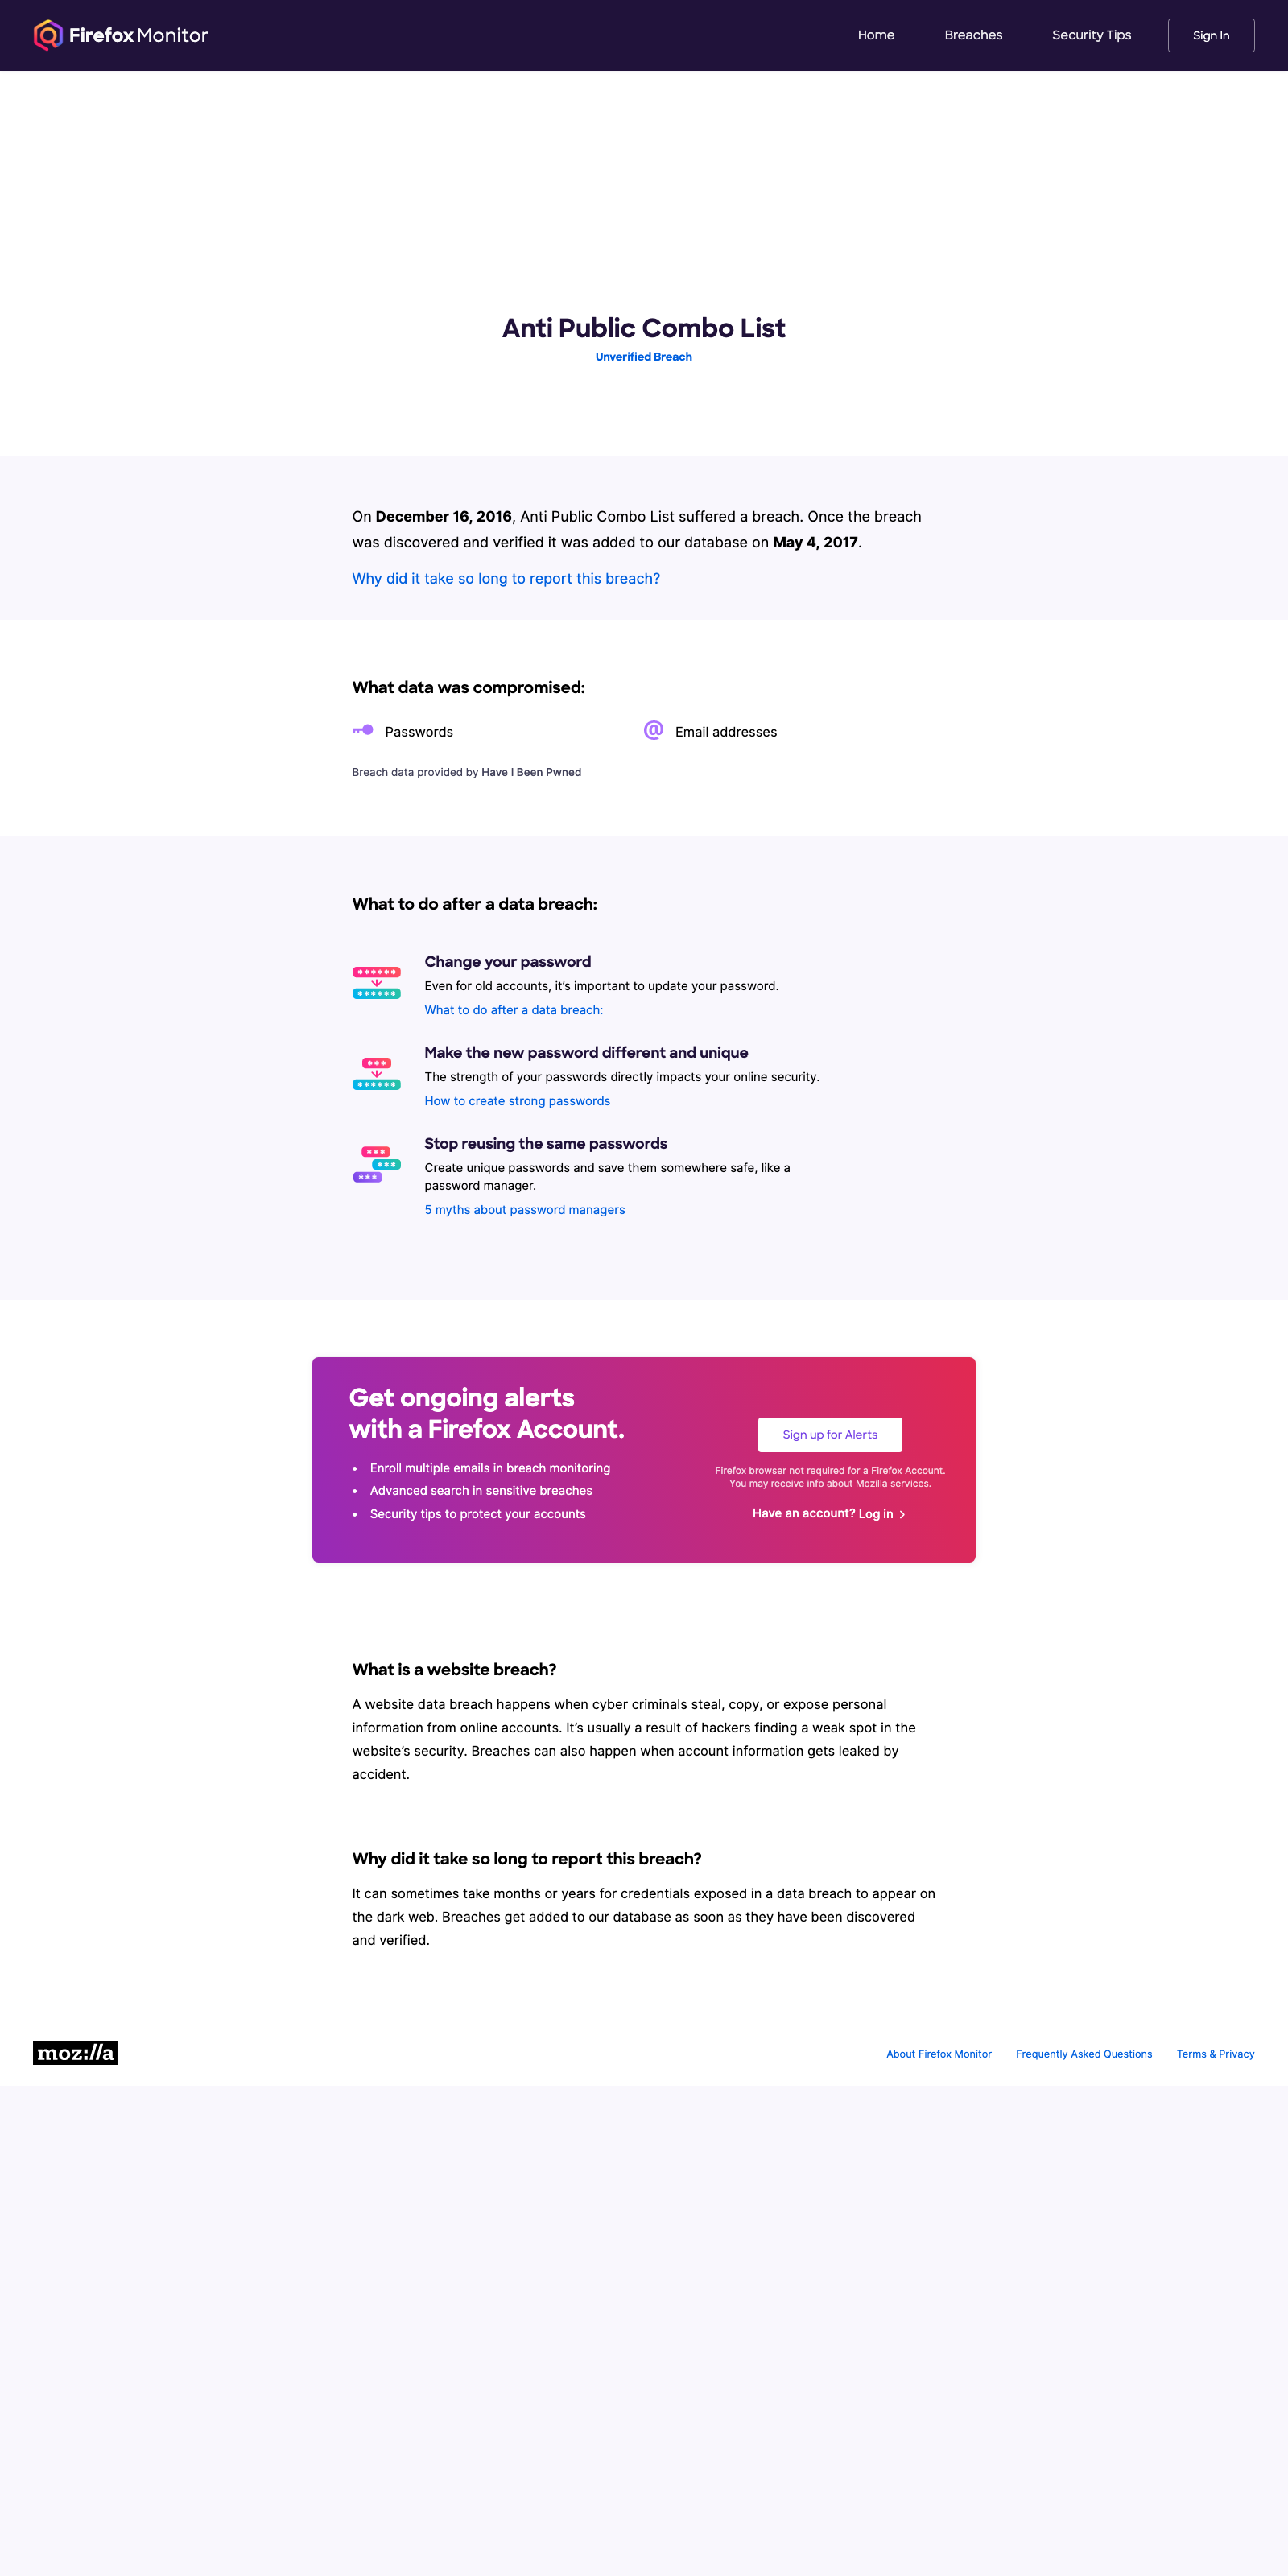 Firefox Monitor
Home
Breaches
Security Tips
Sign In
Anti Public Combo List
Unverified Breach
On December 16, 2016, Anti Public Combo List suffered a breach. Once the breach
was discovered and verified it was added to our database on May 4, 2017.
Why did it take so long to report this breach?
What data was compromised:
Passwords
@ Email addresses
Breach data provided by Have I Been Pwned
What to do after a data breach:
Change your password
Even for old accounts, it’s important to update your password.
What to do after a data breach:
Make the new password different and unique
The strength of your passwords directly impacts your online security.
How to create strong passwords
Stop reusing the same passwords
Create unique passwords and save them somewhere safe, like a
password manager.
5 myths about password managers
Get ongoing alerts
with a Firefox Account.
• Enroll multiple emails in breach monitoring
• Advanced search in sensitive breaches
• Security tips to protect your accounts
Sign up for Alerts
Firefox browser not required for a Firefox Account.
You may receive info about Mozilla services.
Have an account? Log in
What is a website breach?
A website data breach happens when cyber criminals steal, copy, or expose personal
information from online accounts. It’s usually a result of hackers finding a weak spot in the
website’s security. Breaches can also happen when account information gets leaked by
accident.
Why did it take so long to report this breach?
It can sometimes take months or years for credentials exposed in a data breach to appear on
the dark web. Breaches get added to our database as soon as they have been discovered
and verified.
moz://a
About Firefox Monitor
Frequently Asked Questions
Terms & Privacy